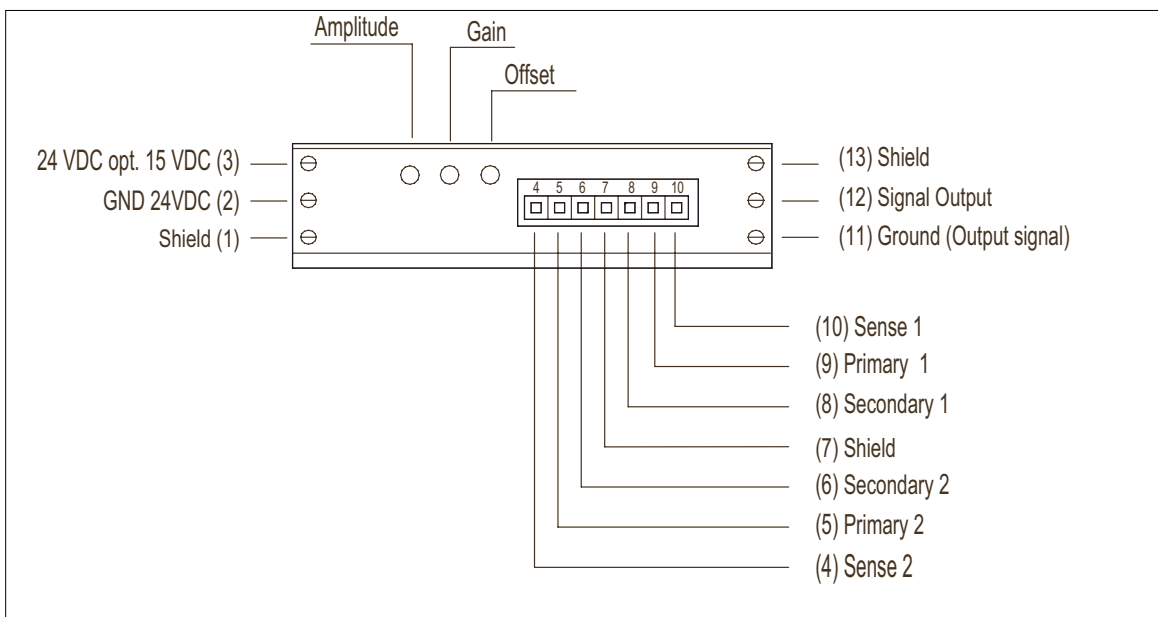 Amplitude
Gain
Offset
24 VDC opt. 15 VDC (3)
GND 24VDC (2)
Shield (1)
4 5 6 7 8 9 10
(13) Shield
(12) Signal Output
(11) Ground (Output signal)
(10) Sense 1
(9) Primary 1
(8) Secondary 1
(7) Shield
(6) Secondary 2
(5) Primary 2
(4) Sense 2